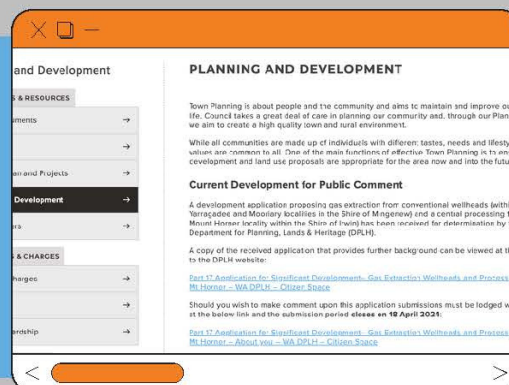 and Development
S & RESOURCES
uments
an and Projects
Development
rs
& CHARGES
harges
ardship
PLANNING AND DEVELOPMENT
Town Planning is about people and the community and aims to maintain and improve ou
life. Council takes a great deal of care in planning our community and, through our Plan
we aim to create a high quality town and rural environment.
While all communities are made up of individuals with different tastes, needs and lifesty
values are common to all. One of the main functions of effective Town Planning is to en
development and land use proposals are appropriate for the area now and into the futu
Current Development for Public Comment
A development application proposing gas extraction from conventional wellheads (withi
Yarragadee and Mooriary localities in the Shire of Mingenew) and a central processing f
Mount Horner locality within the Shire of Irwin) has been received for determination by
Department for Planning, Lands & Heritage (DPLH).
A copy of the received application that provides further background can be viewed at th
to the DPLH website:
Part 17 Application for Significant Development- Gas Extraction Wellheads and Process
Mt Horner – WA DPLH – Citizen Space
Should you wish to make comment upon this application submissions must be lodged w
at the below link and the submission period closes on 18 April 2024:
Part 17 Application for Significant Development- Gas Extraction Wellheads and Process
Mt Horner – About you – WA DPLH – Citizen Space